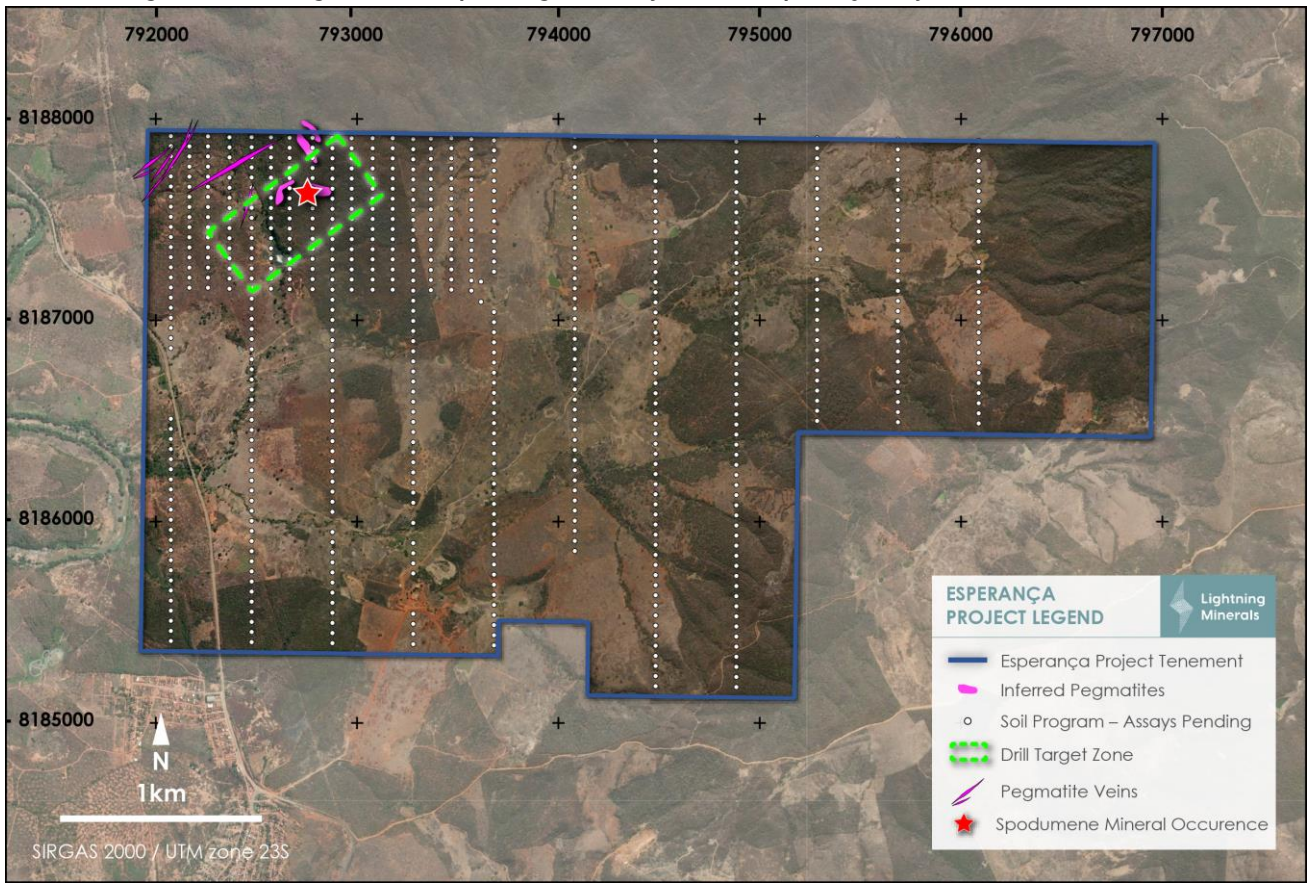 792000 793000 794000 795000 796000 797000
8188000
8187000
8186000
8185000
N
1km
SIRGAS 2000 / UTM zone 23S
ESPERANÇA
PROJECT LEGEND
Lightning
Minerals
Esperança Project Tenement
Inferred Pegmatites
Soil Program – Assays Pending
Drill Target Zone
Pegmatite Veins
Spodumene Mineral Occurence